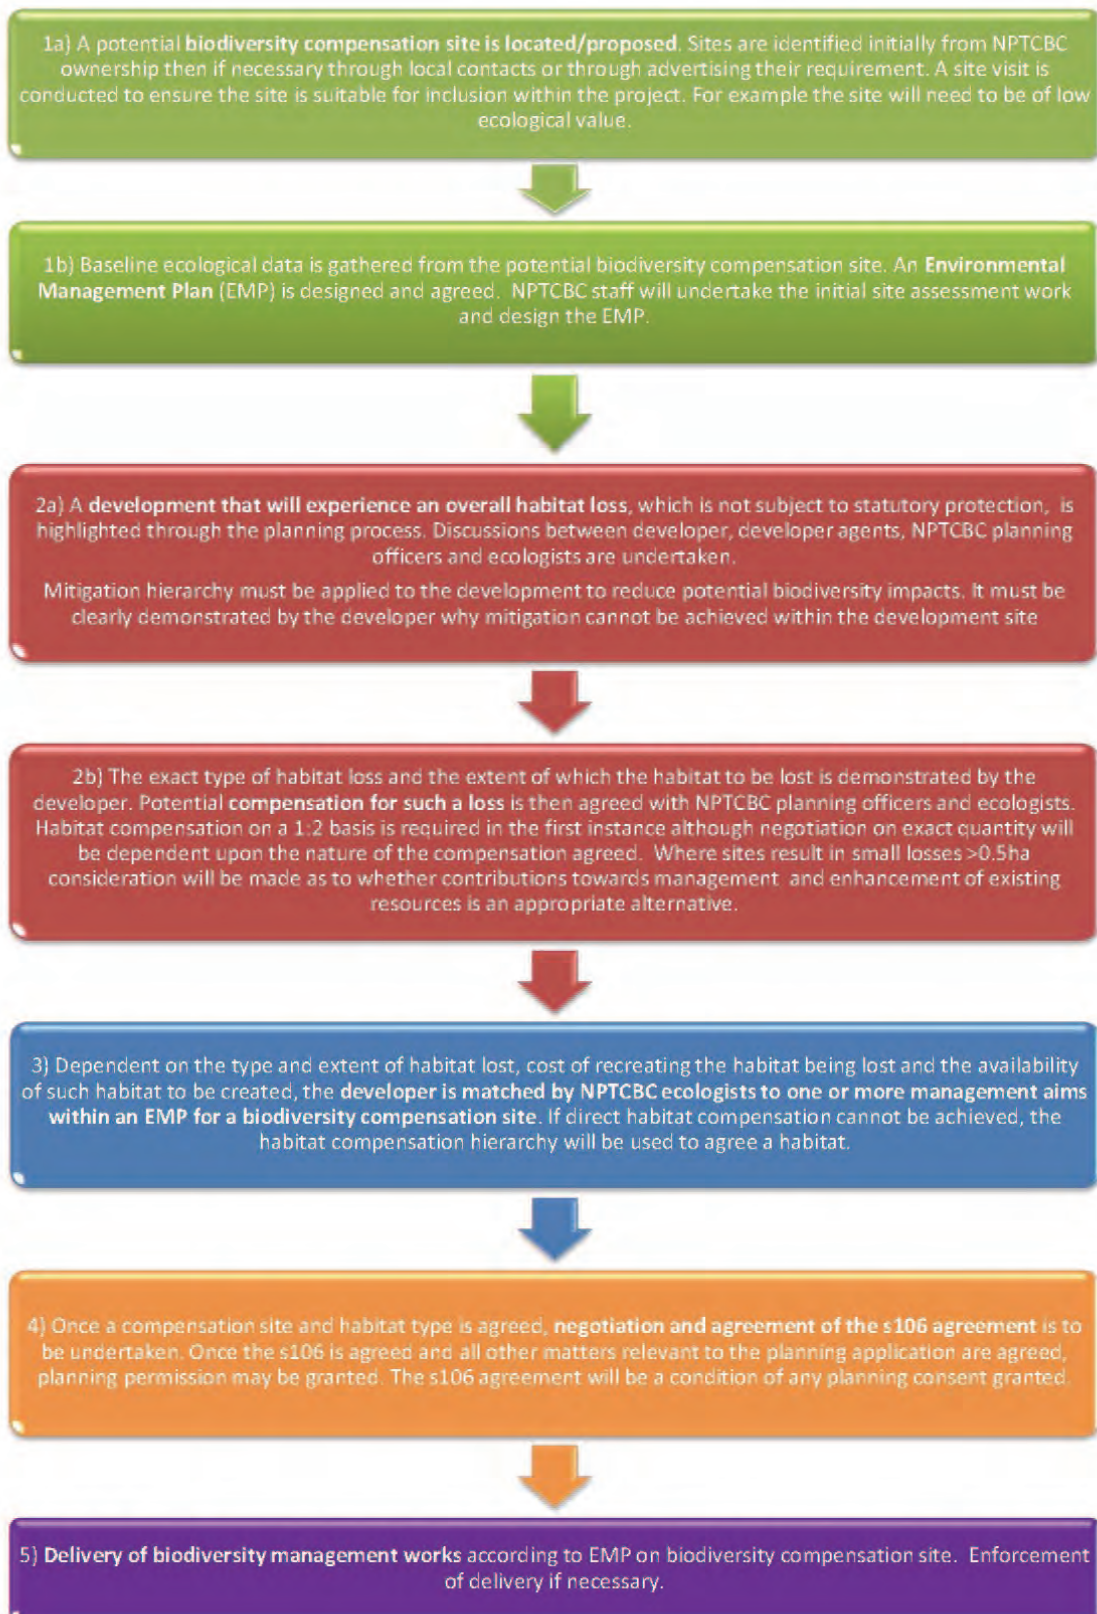 1a) A potential biodiversity compensation site is located/proposed. Sites are identified initially from NPTCBC
ownership then if necessary through local contacts or through advertising their requirement. A site visit is
conducted to ensure the site is suitable for inclusion within the project. For example the site will need to be of low
ecological value.
1b) Baseline ecological data is gathered from the potential biodiversity compensation site. An Environmental
Management Plan (EMP) is designed and agreed. NPTCBC staff will undertake the initial site assessment work
and design the EMP.
2a) A development that will experience an overall habitat loss, which is not subject to statutory protection, is
highlighted through the planning process. Discussions between developer, developer agents, NPTCBC planning
officers and ecologists are undertaken.
Mitigation hierarchy must be applied to the development to reduce potential biodiversity impacts. It must be
clearly demonstrated by the developer why mitigation cannot be achieved within the development site
2b) The exact type of habitat loss and the extent of which the habitat to be lost is demonstrated by the
developer. Potential compensation for such a loss is then agreed with NPTCBC planning officers and ecologists.
Habitat compensation on a 1:2 basis is required in the first instance although negotiation on exact quantity will
be dependent upon the nature of the compensation agreed. Where sites result in small losses >0.5ha
consideration will be made as to whether contributions towards management and enhancement of existing
resources is an appropriate alternative.
3) Dependent on the type and extent of habitat lost, cost of recreating the habitat being lost and the availability
of such habitat to be created, the developer is matched by NPTCBC ecologists to one or more management aims
within an EMP for a biodiversity compensation site. If direct habitat compensation cannot be achieved, the
habitat compensation hierarchy will be used to agree a habitat.
4) Once a compensation site and habitat type is agreed, negotiation and agreement of the s106 agreement is to
be undertaken. Once the s106 is agreed and all other matters relevant to the planning application are agreed,
planning permission may be granted. The s106 agreement will be a condition of any planning consent granted.
5) Delivery of biodiversity management works according to EMP on biodiversity compensation site. Enforcement
of delivery if necessary.